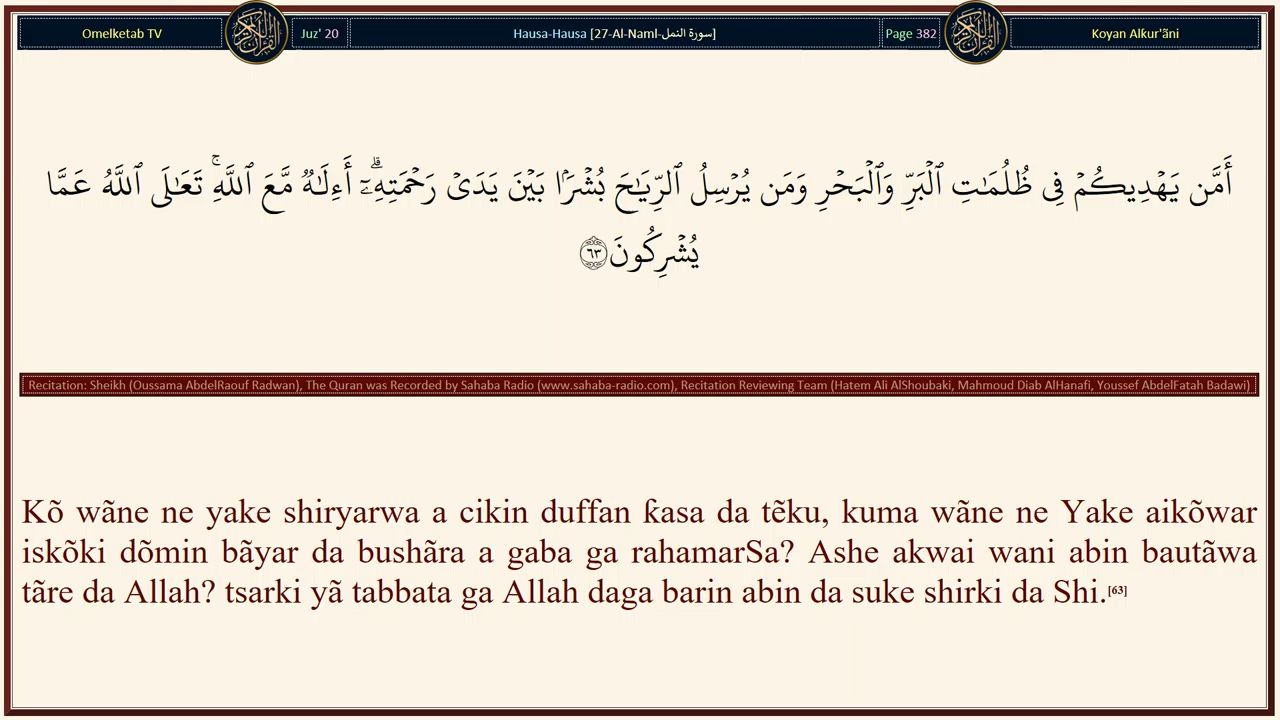 Omelketab TV
Juz' 20
Hausa-Hausa [27-Al-Naml-سورة النمل]
Page 382
Koyan Alƙur'ãni
أَمَّن يَهْدِيكُمْ فِى ظُلُمَـٰتِ ٱلْبَرِّ وَٱلْبَحْرِ وَمَن يُرْسِلُ ٱلرِّيَـٰحَ بُشْرًۢا بَيْنَ يَدَىْ رَحْمَتِهِۦٓ ۗ أَءِلَـٰهٌ مَّعَ ٱللَّهِ ۚ تَعَـٰلَى ٱللَّهُ عَمَّا
يُشْرِكُونَ ٦٣
Recitation: Sheikh (Oussama AbdelRaouf Radwan), The Quran was Recorded by Sahaba Radio (www.sahaba-radio.com), Recitation Reviewing Team (Hatem Ali AlShoubaki, Mahmoud Diab AlHanafi, Youssef AbdelFatah Badawi)
Kõ wãne ne yake shiryarwa a cikin duffan ƙasa da tẽku, kuma wãne ne Yake aikõwar
iskõki dõmin bãyar da bushãra a gaba ga rahamarSa? Ashe akwai wani abin bautãwa
tãre da Allah? tsarki yã tabbata ga Allah daga barin abin da suke shirki da Shi.[63]